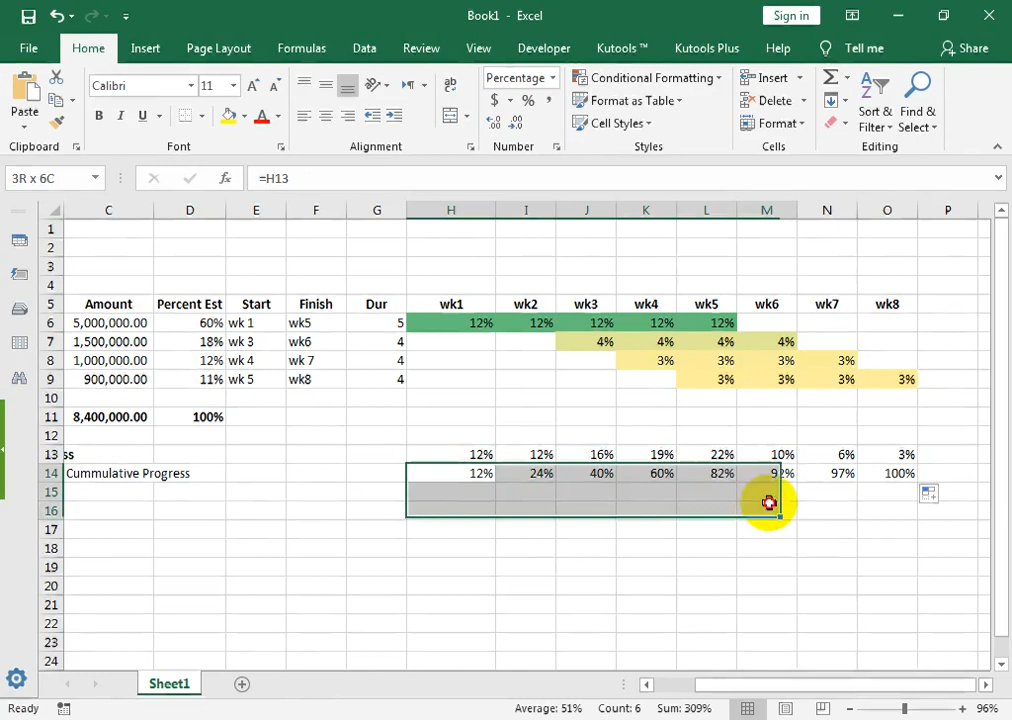 Book1 - Excel Sign in
File Home Insert Page Layout Formulas Data Review View Developer Kutools ™ Kutools Plus Help Tell me Share
Paste Calibri 11 Percentage Conditional Formatting Insert
B I U A $ % , Format as Table Delete Sort & Find &
Cell Styles Format Filter Select
Clipboard Font Alignment Number Styles Cells Editing
3R x 6C fx =H13
C D E F G H I J K L M N O P
1
2
3
4
5 Amount Percent Est Start Finish Dur wk1 wk2 wk3 wk4 wk5 wk6 wk7 wk8
6 5,000,000.00 60% wk 1 wk5 5 12% 12% 12% 12% 12%
7 1,500,000.00 18% wk 3 wk6 4 4% 4% 4% 4%
8 1,000,000.00 12% wk 4 wk 7 4 3% 3% 3% 3%
9 900,000.00 11% wk 5 wk8 4 3% 3% 3% 3%
10
11 8,400,000.00 100%
12
13 ss 12% 12% 16% 19% 22% 10% 6% 3%
14 Cummulative Progress 12% 24% 40% 60% 82% 92% 97% 100%
15
16
17
18
19
20
21
22
23
24
Sheet1
Ready Average: 51% Count: 6 Sum: 309% 96%